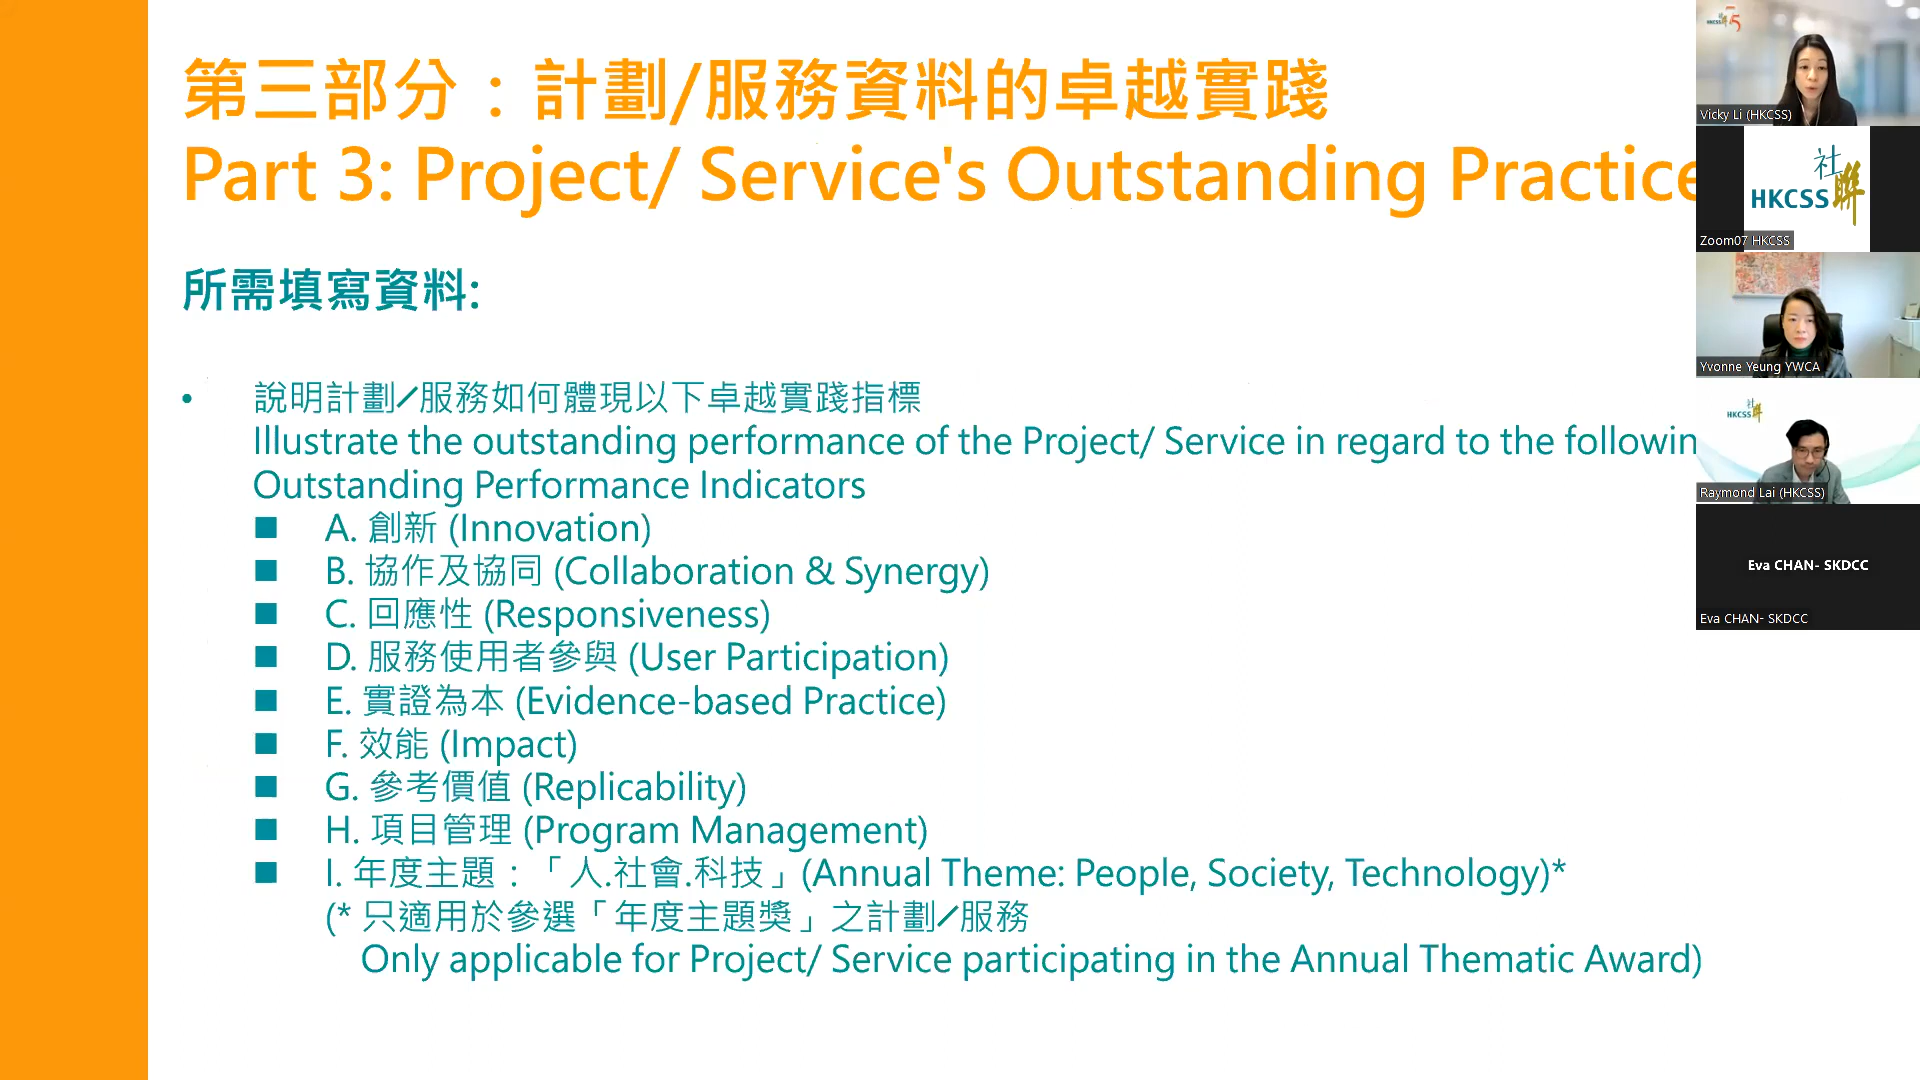 第三部分：計劃/服務資料的卓越實踐
Part 3: Project/ Service's Outstanding Practice
所需填寫資料:
• 說明計劃／服務如何體現以下卓越實踐指標
Illustrate the outstanding performance of the Project/ Service in regard to the followin
Outstanding Performance Indicators
■ A. 創新 (Innovation)
■ B. 協作及協同 (Collaboration & Synergy)
■ C. 回應性 (Responsiveness)
■ D. 服務使用者參與 (User Participation)
■ E. 實證為本 (Evidence-based Practice)
■ F. 效能 (Impact)
■ G. 參考價值 (Replicability)
■ H. 項目管理 (Program Management)
■ I. 年度主題：「人.社會.科技」(Annual Theme: People, Society, Technology)*
(* 只適用於參選「年度主題獎」之計劃／服務
Only applicable for Project/ Service participating in the Annual Thematic Award)
HKCSS 社聯 75
Vicky Li (HKCSS)
社聯
HKCSS
Zoom07 HKCSS
Yvonne Yeung YWCA
HKCSS 社聯
Raymond Lai (HKCSS)
Eva CHAN- SKDCC
Eva CHAN- SKDCC